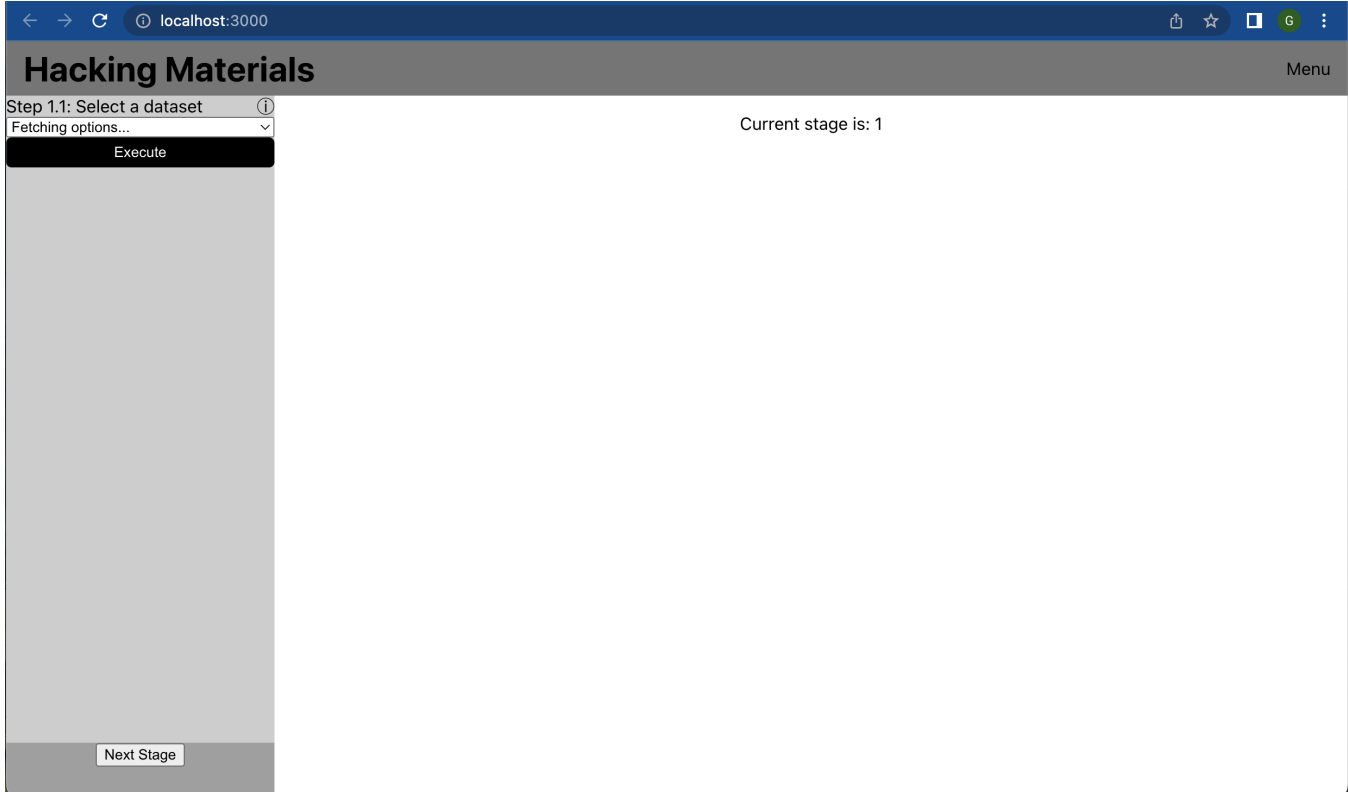 localhost:3000
G
Hacking Materials
Menu
Step 1.1: Select a dataset
Fetching options...
Execute
Current stage is: 1
Next Stage